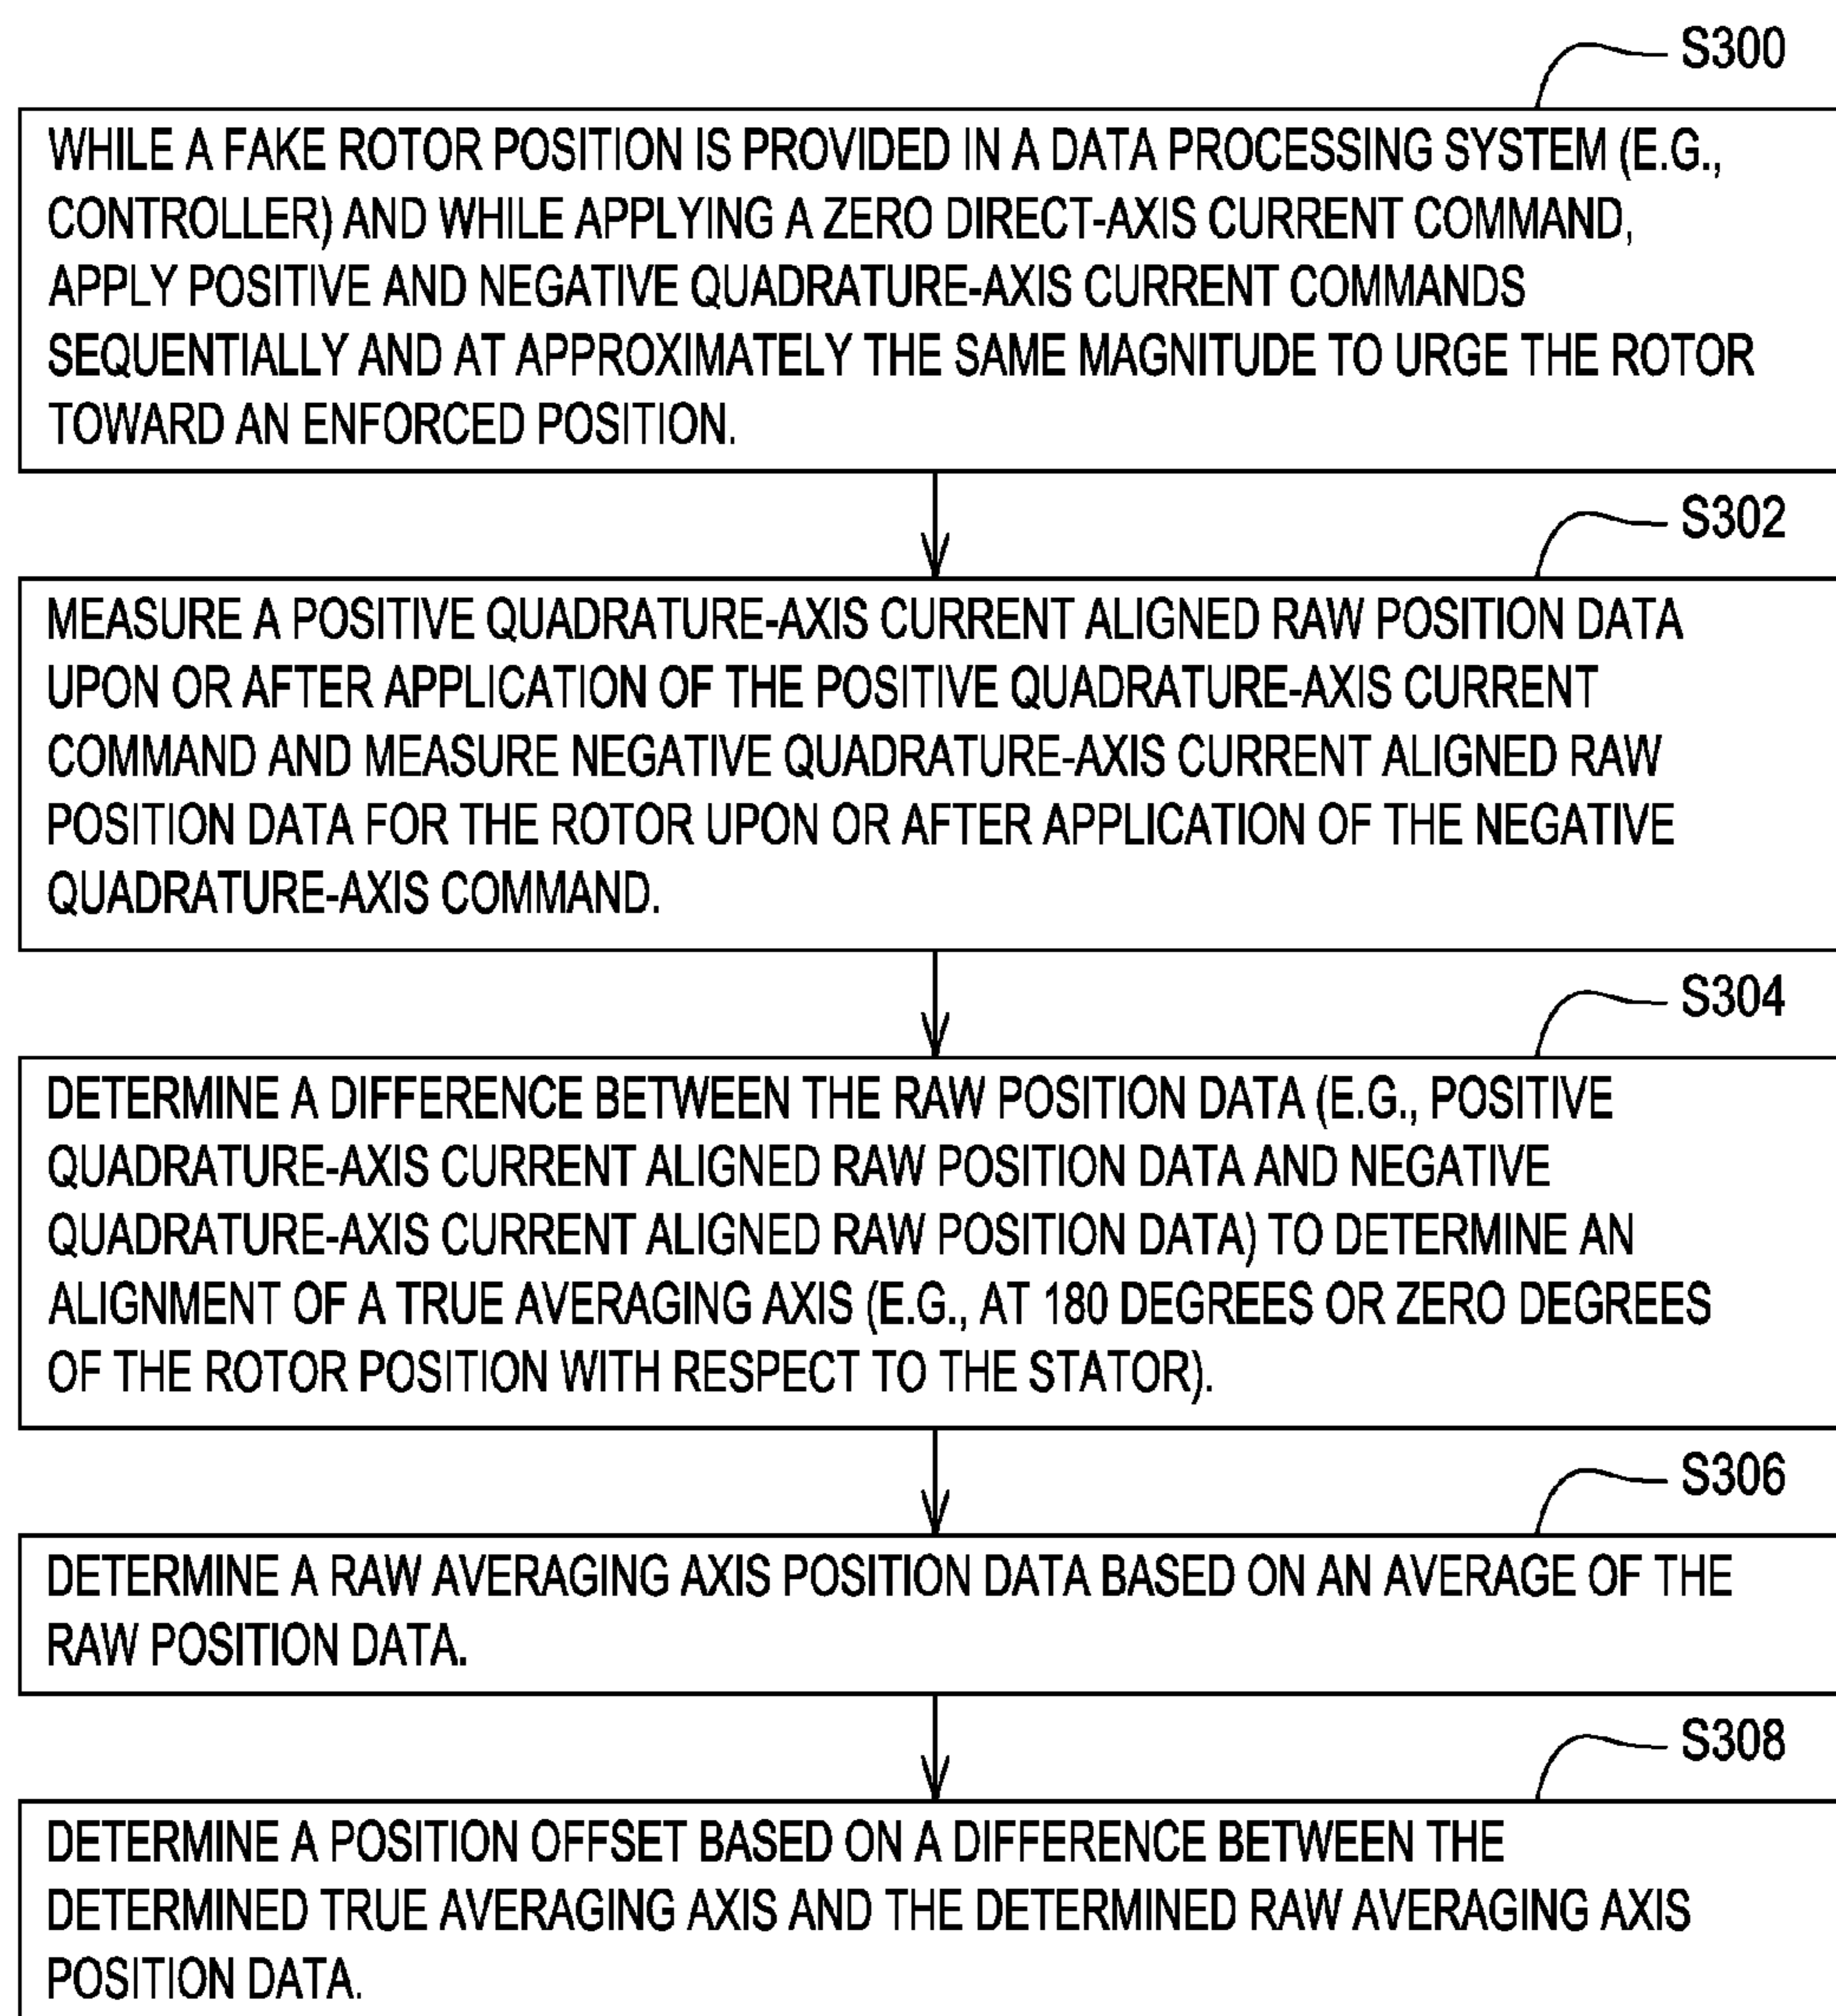 S300
WHILE A FAKE ROTOR POSITION IS PROVIDED IN A DATA PROCESSING SYSTEM (E.G.,
CONTROLLER) AND WHILE APPLYING A ZERO DIRECT-AXIS CURRENT COMMAND,
APPLY POSITIVE AND NEGATIVE QUADRATURE-AXIS CURRENT COMMANDS
SEQUENTIALLY AND AT APPROXIMATELY THE SAME MAGNITUDE TO URGE THE ROTOR
TOWARD AN ENFORCED POSITION.
S302
MEASURE A POSITIVE QUADRATURE-AXIS CURRENT ALIGNED RAW POSITION DATA
UPON OR AFTER APPLICATION OF THE POSITIVE QUADRATURE-AXIS CURRENT
COMMAND AND MEASURE NEGATIVE QUADRATURE-AXIS CURRENT ALIGNED RAW
POSITION DATA FOR THE ROTOR UPON OR AFTER APPLICATION OF THE NEGATIVE
QUADRATURE-AXIS COMMAND.
S304
DETERMINE A DIFFERENCE BETWEEN THE RAW POSITION DATA (E.G., POSITIVE
QUADRATURE-AXIS CURRENT ALIGNED RAW POSITION DATA AND NEGATIVE
QUADRATURE-AXIS CURRENT ALIGNED RAW POSITION DATA) TO DETERMINE AN
ALIGNMENT OF A TRUE AVERAGING AXIS (E.G., AT 180 DEGREES OR ZERO DEGREES
OF THE ROTOR POSITION WITH RESPECT TO THE STATOR).
S306
DETERMINE A RAW AVERAGING AXIS POSITION DATA BASED ON AN AVERAGE OF THE
RAW POSITION DATA.
S308
DETERMINE A POSITION OFFSET BASED ON A DIFFERENCE BETWEEN THE
DETERMINED TRUE AVERAGING AXIS AND THE DETERMINED RAW AVERAGING AXIS
POSITION DATA.